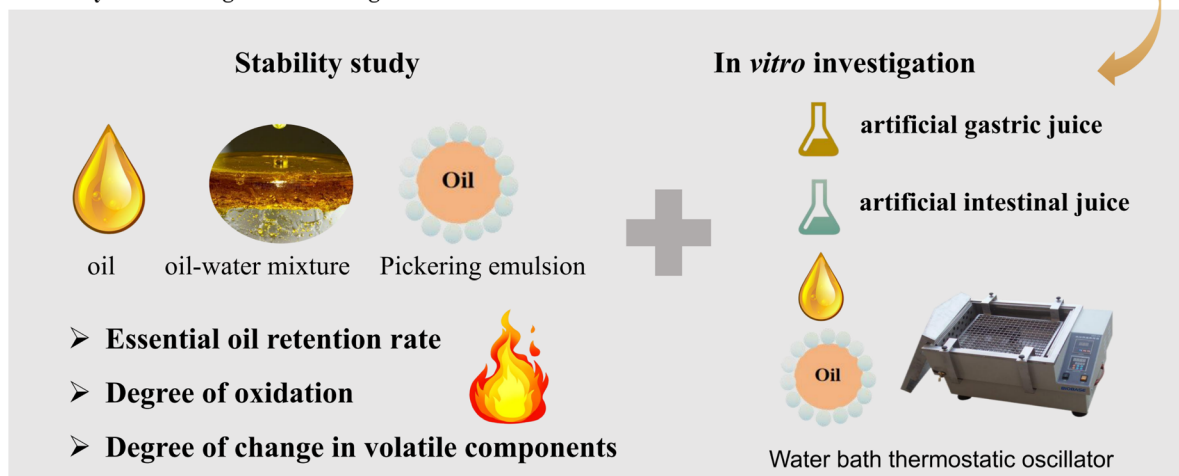 Stability study
In vitro investigation
artificial gastric juice
artificial intestinal juice
Oil
oil
oil-water mixture
Pickering emulsion
➢ Essential oil retention rate
➢ Degree of oxidation
➢ Degree of change in volatile components
Oil
Water bath thermostatic oscillator